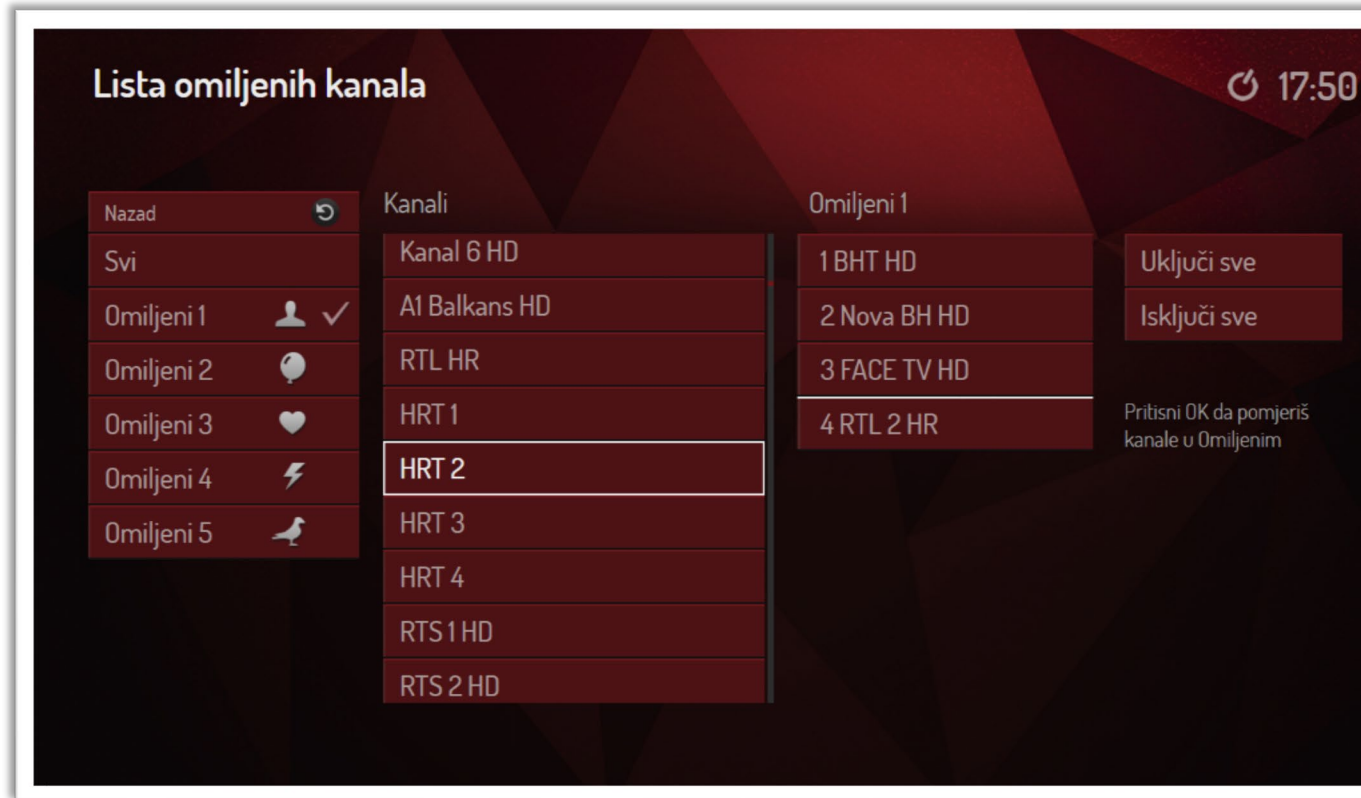 Lista omiljenih kanala
17:50
Nazad
Svi
Omiljeni 1
Omiljeni 2
Omiljeni 3
Omiljeni 4
Omiljeni 5
Kanali
Kanal 6 HD
A1 Balkans HD
RTL HR
HRT 1
HRT 2
HRT 3
HRT 4
RTS 1 HD
RTS 2 HD
Omiljeni 1
1 BHT HD
2 Nova BH HD
3 FACE TV HD
4 RTL 2 HR
Uključi sve
Isključi sve
Pritisni OK da pomjeriš
kanale u Omiljenim